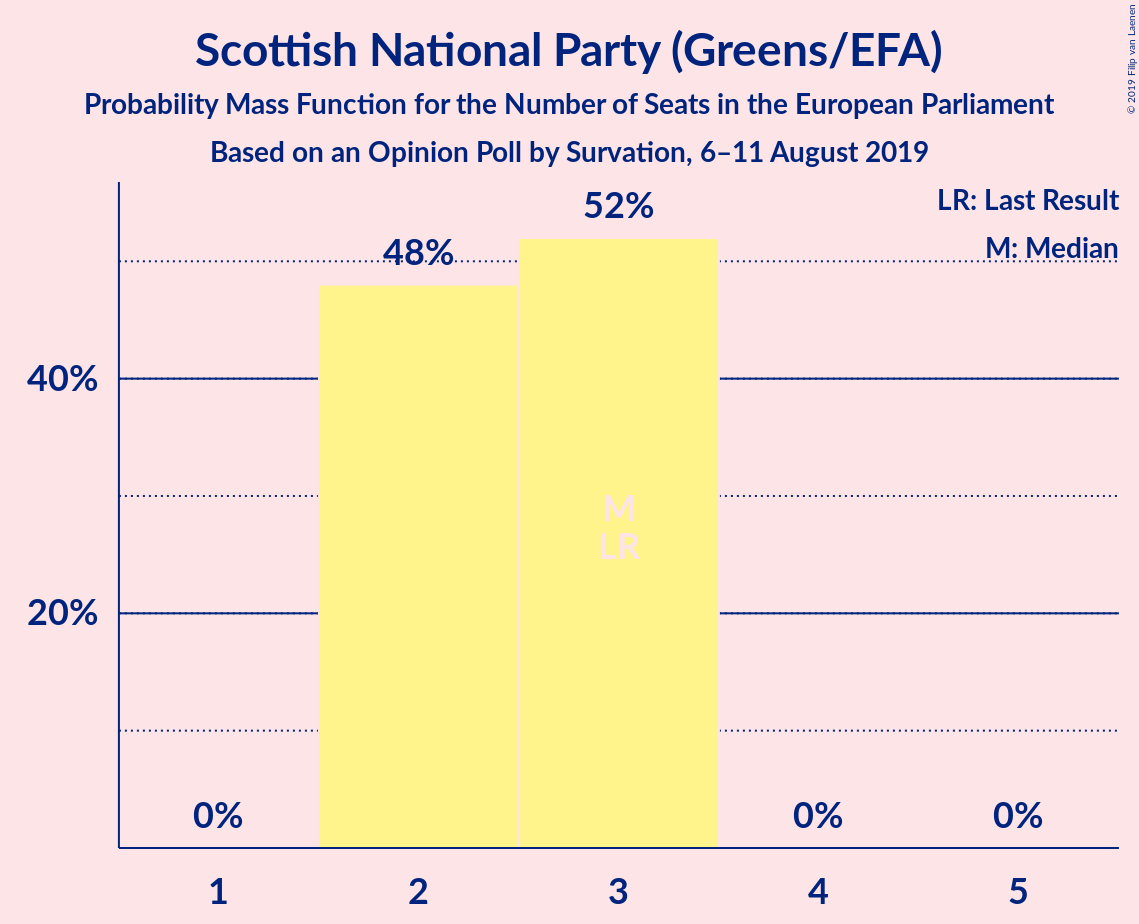 Scottish National Party (Greens/EFA)
Probability Mass Function for the Number of Seats in the European Parliament
Based on an Opinion Poll by Survation, 6–11 August 2019
© 2019 Filip van Laenen
LR: Last Result
M: Median
52%
48%
40%
20%
M
LR
0%
0%
0%
1
2
3
4
5